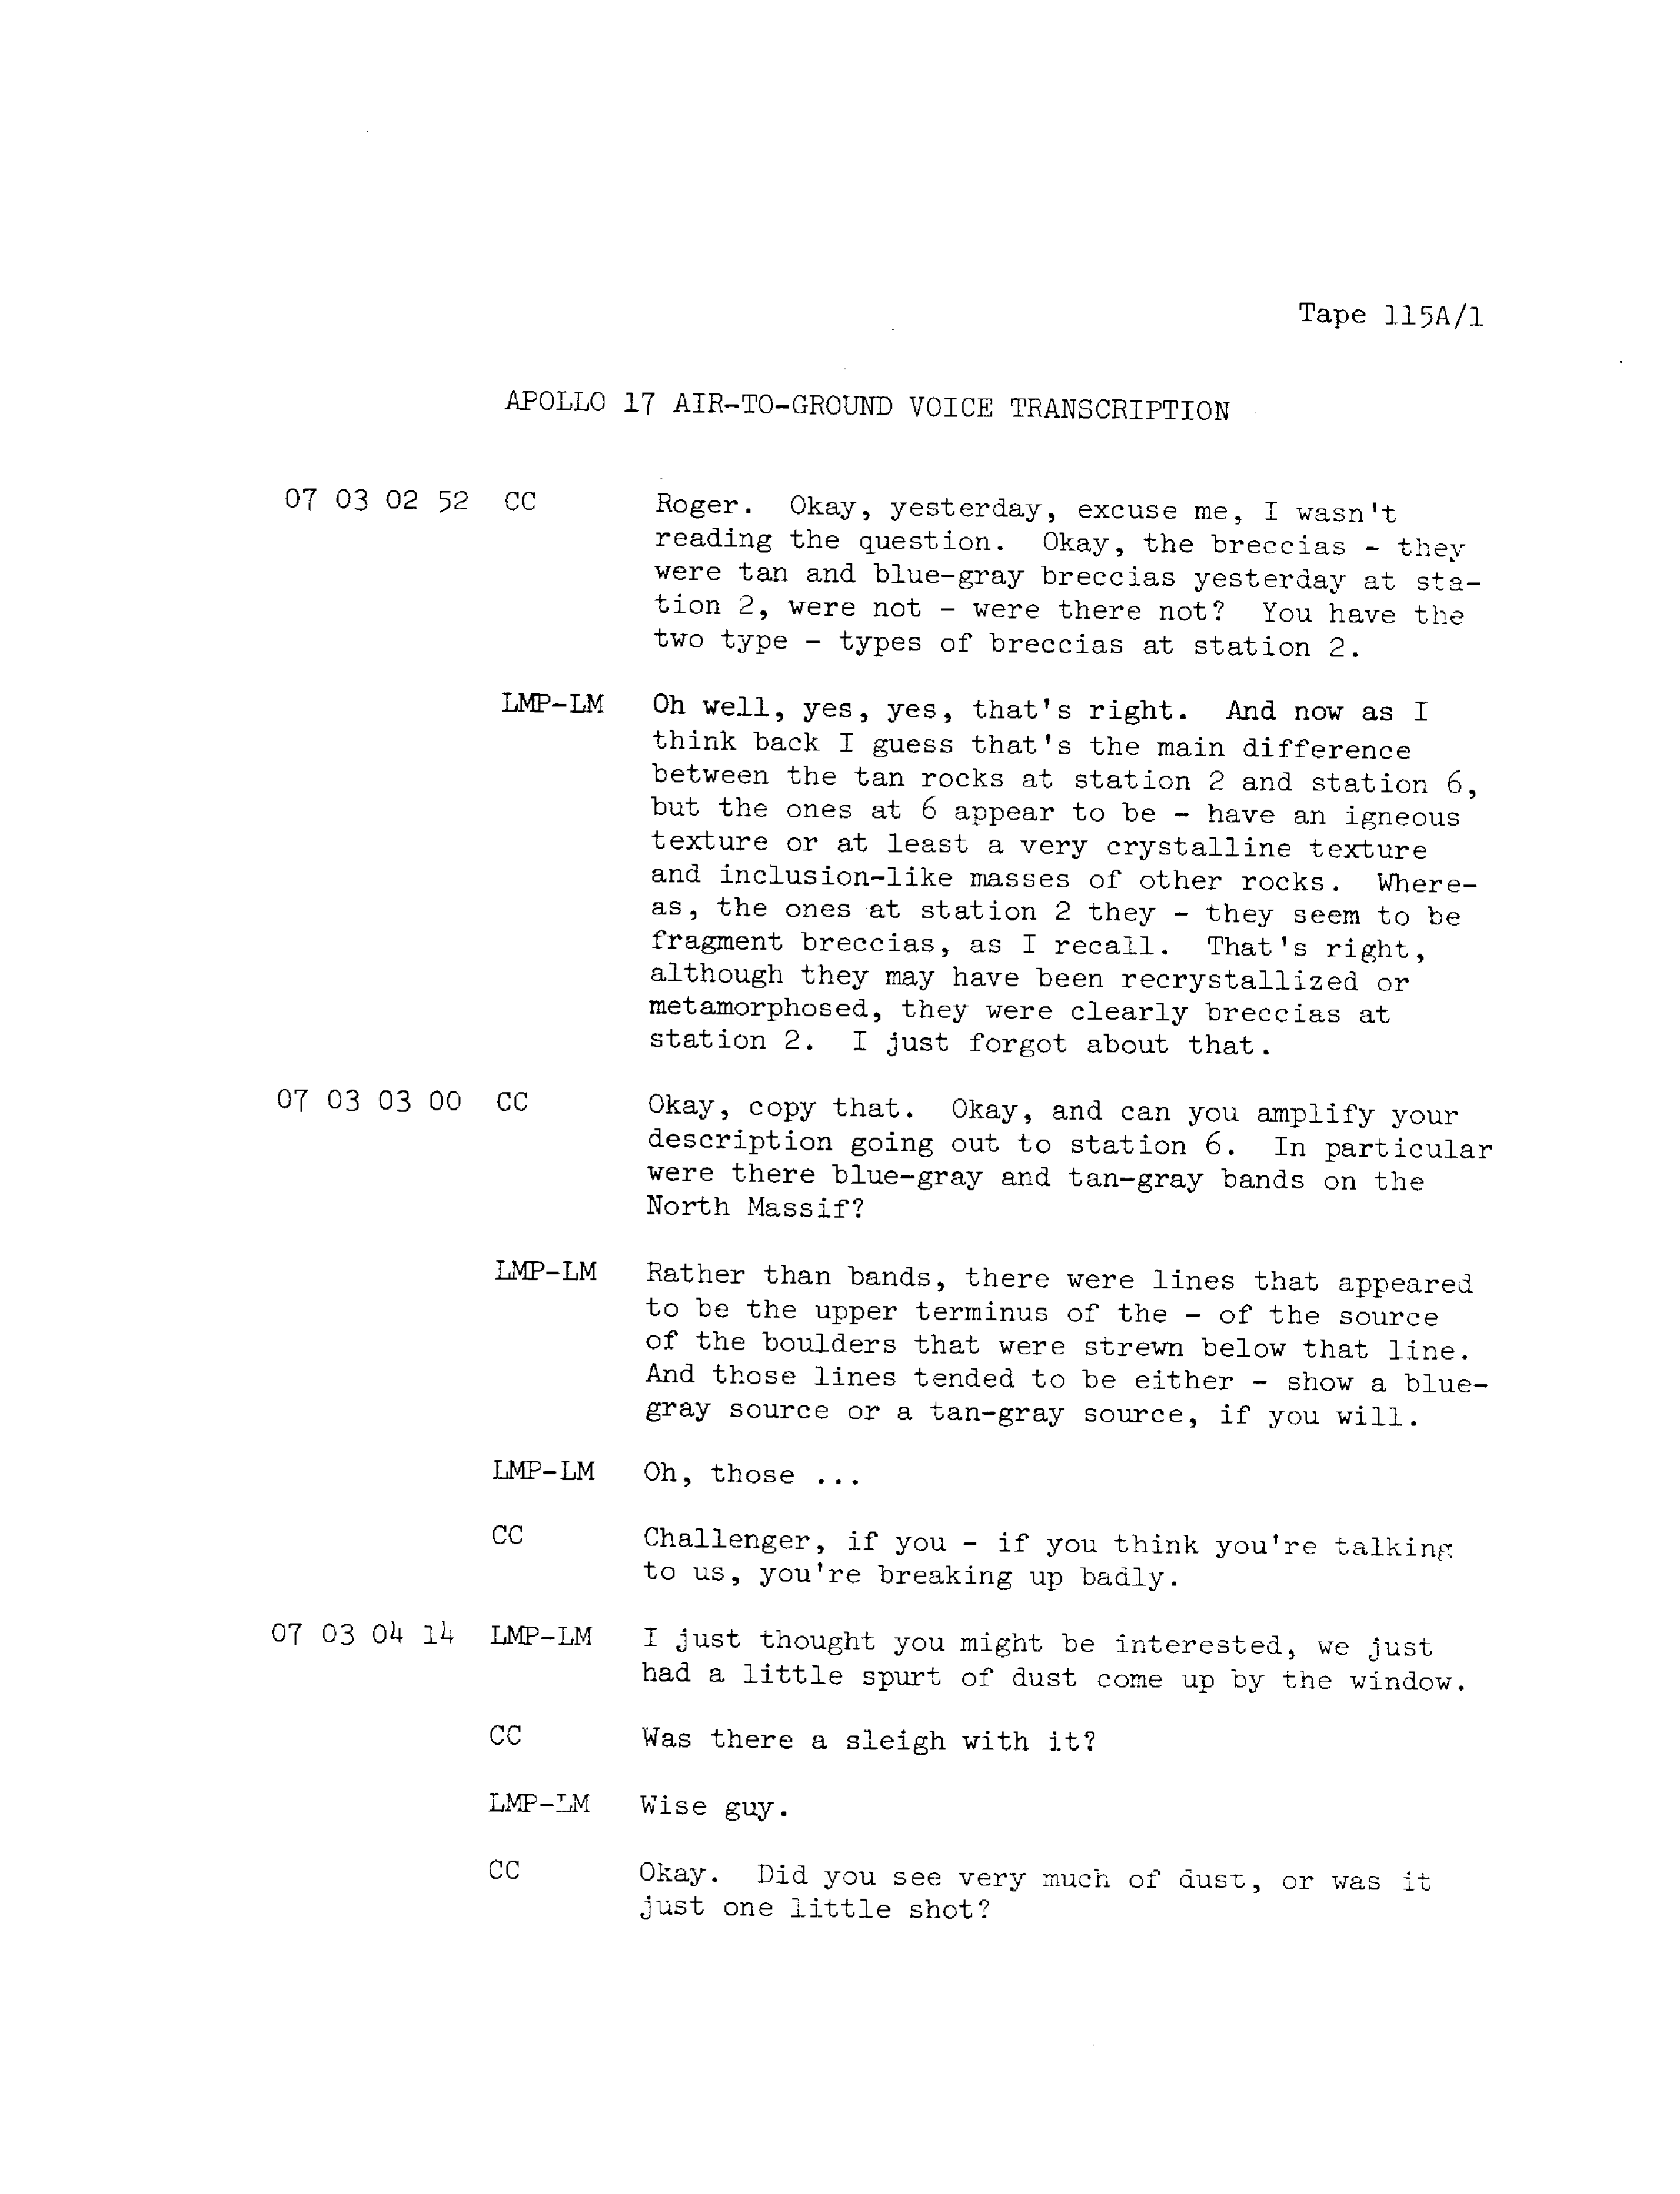 Tape 115A/1
APOLLO 17 AIR-TO-GROUND VOICE TRANSCRIPTION
07 03 02 52 CC Roger. Okay, yesterday, excuse me, I wasn't
reading the question. Okay, the breccias - they
were tan and blue-gray breccias yesterday at sta-
tion 2, were not - were there not? You have the
two type - types of breccias at station 2.
LMP-LM Oh well, yes, yes, that's right. And now as I
think back I guess that's the main difference
between the tan rocks at station 2 and station 6,
but the ones at 6 appear to be - have an igneous
texture or at least a very crystalline texture
and inclusion-like masses of other rocks. Where-
as, the ones at station 2 they - they seem to be
fragment breccias, as I recall. That's right,
although they may have been recrystallized or
metamorphosed, they were clearly breccias at
station 2. I just forgot about that.
07 03 03 00 CC Okay, copy that. Okay, and can you amplify your
description going out to station 6. In particular
were there blue-gray and tan-gray bands on the
North Massif?
LMP-LM Rather than bands, there were lines that appeared
to be the upper terminus of the - of the source
of the boulders that were strewn below that line.
And those lines tended to be either - show a blue-
gray source or a tan-gray source, if you will.
LMP-LM Oh, those ...
CC Challenger, if you - if you think you're talking
to us, you're breaking up badly.
07 03 04 14 LMP-LM I just thought you might be interested, we just
had a little spurt of dust come up by the window.
CC Was there a sleigh with it?
LMP-LM Wise guy.
CC Okay. Did you see very much of dust, or was it
just one little shot?